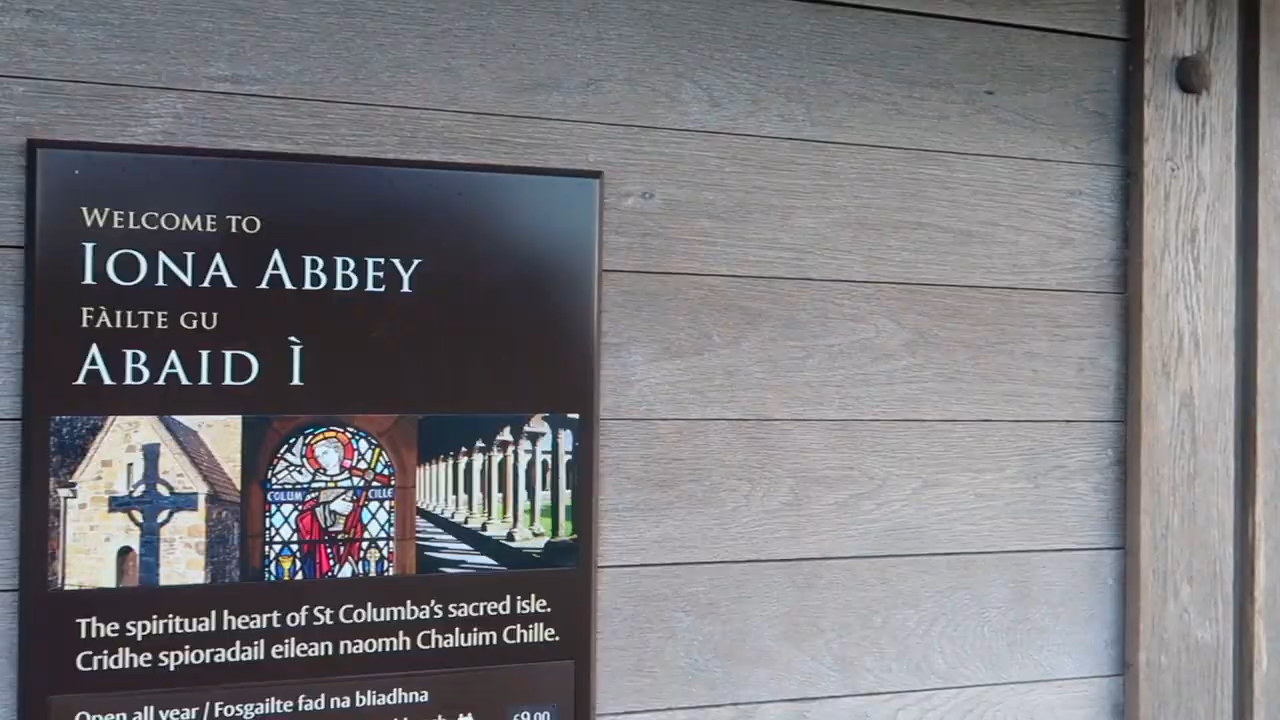 WELCOME TO
IONA ABBEY
FÀILTE GU
ABAID Ì
COLUM CILLE
The spiritual heart of St Columba's sacred isle.
Cridhe spioradail eilean naomh Chaluim Chille.
Open all year / Fosgailte fad na bliadhna
£9.00